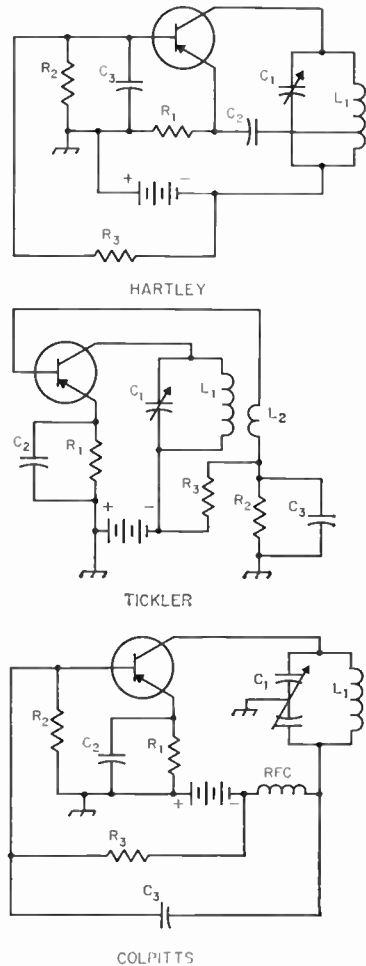 R2
C3
R1
C2
C1
L1
+ −
R3
HARTLEY
C1
L1
L2
C2
R1
R3
R2
C3
+ −
TICKLER
C1
L1
R2
C2
R1
RFC
+ −
R3
C3
COLPITTS